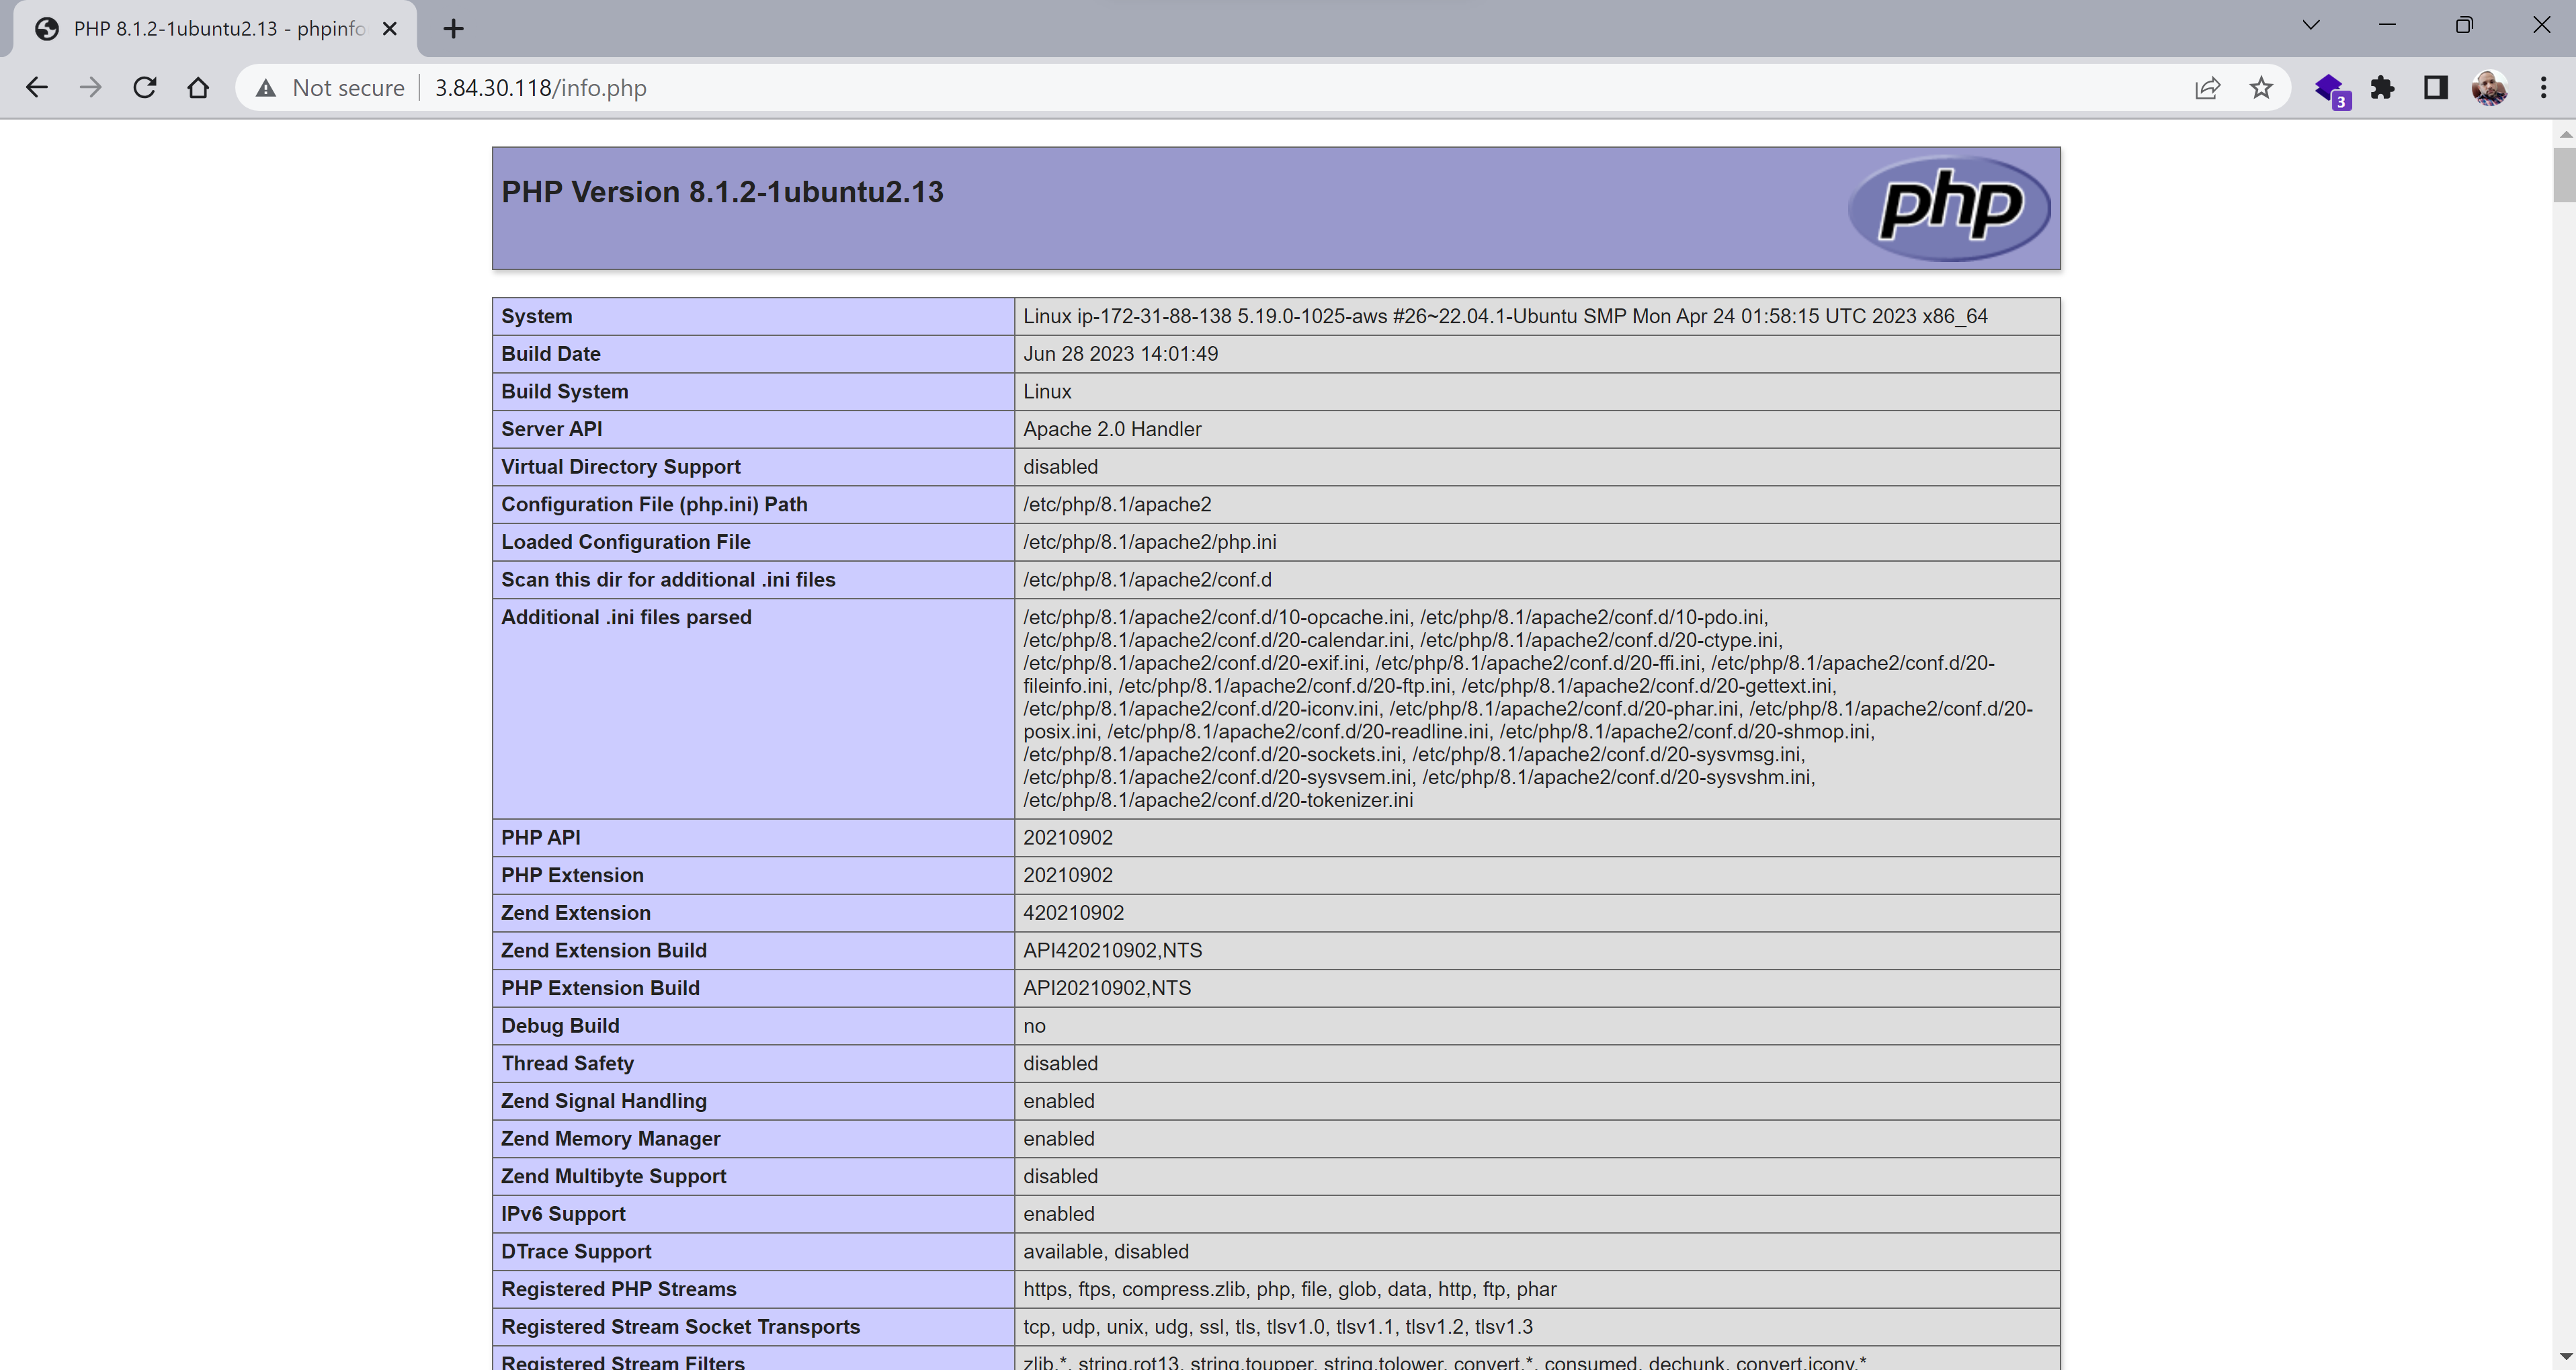 PHP 8.1.2-1ubuntu2.13 - phpinfo
Not secure
3.84.30.118/info.php
3
PHP Version 8.1.2-1ubuntu2.13
php
System Linux ip-172-31-88-138 5.19.0-1025-aws #26~22.04.1-Ubuntu SMP Mon Apr 24 01:58:15 UTC 2023 x86_64
Build Date Jun 28 2023 14:01:49
Build System Linux
Server API Apache 2.0 Handler
Virtual Directory Support disabled
Configuration File (php.ini) Path /etc/php/8.1/apache2
Loaded Configuration File /etc/php/8.1/apache2/php.ini
Scan this dir for additional .ini files /etc/php/8.1/apache2/conf.d
Additional .ini files parsed /etc/php/8.1/apache2/conf.d/10-opcache.ini, /etc/php/8.1/apache2/conf.d/10-pdo.ini,
/etc/php/8.1/apache2/conf.d/20-calendar.ini, /etc/php/8.1/apache2/conf.d/20-ctype.ini,
/etc/php/8.1/apache2/conf.d/20-exif.ini, /etc/php/8.1/apache2/conf.d/20-ffi.ini, /etc/php/8.1/apache2/conf.d/20-
fileinfo.ini, /etc/php/8.1/apache2/conf.d/20-ftp.ini, /etc/php/8.1/apache2/conf.d/20-gettext.ini,
/etc/php/8.1/apache2/conf.d/20-iconv.ini, /etc/php/8.1/apache2/conf.d/20-phar.ini, /etc/php/8.1/apache2/conf.d/20-
posix.ini, /etc/php/8.1/apache2/conf.d/20-readline.ini, /etc/php/8.1/apache2/conf.d/20-shmop.ini,
/etc/php/8.1/apache2/conf.d/20-sockets.ini, /etc/php/8.1/apache2/conf.d/20-sysvmsg.ini,
/etc/php/8.1/apache2/conf.d/20-sysvsem.ini, /etc/php/8.1/apache2/conf.d/20-sysvshm.ini,
/etc/php/8.1/apache2/conf.d/20-tokenizer.ini
PHP API 20210902
PHP Extension 20210902
Zend Extension 420210902
Zend Extension Build API420210902,NTS
PHP Extension Build API20210902,NTS
Debug Build no
Thread Safety disabled
Zend Signal Handling enabled
Zend Memory Manager enabled
Zend Multibyte Support disabled
IPv6 Support enabled
DTrace Support available, disabled
Registered PHP Streams https, ftps, compress.zlib, php, file, glob, data, http, ftp, phar
Registered Stream Socket Transports tcp, udp, unix, udg, ssl, tls, tlsv1.0, tlsv1.1, tlsv1.2, tlsv1.3
Registered Stream Filters zlib.*, string.rot13, string.toupper, string.tolower, convert.*, consumed, dechunk, convert.iconv.*